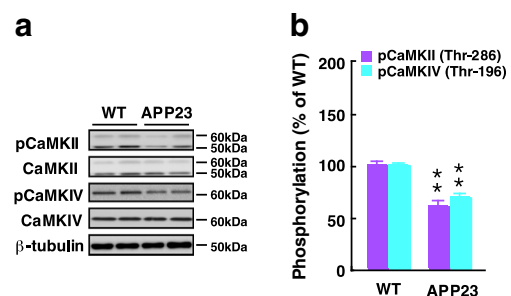 a
WT APP23
pCaMKII
60kDa
50kDa
CaMKII
60kDa
50kDa
pCaMKIV
60kDa
CaMKIV
60kDa
β-tubulin
50kDa
b
pCaMKII (Thr-286)
pCaMKIV (Thr-196)
Phosphorylation (% of WT)
200
150
100
50
0
**
**
WT
APP23